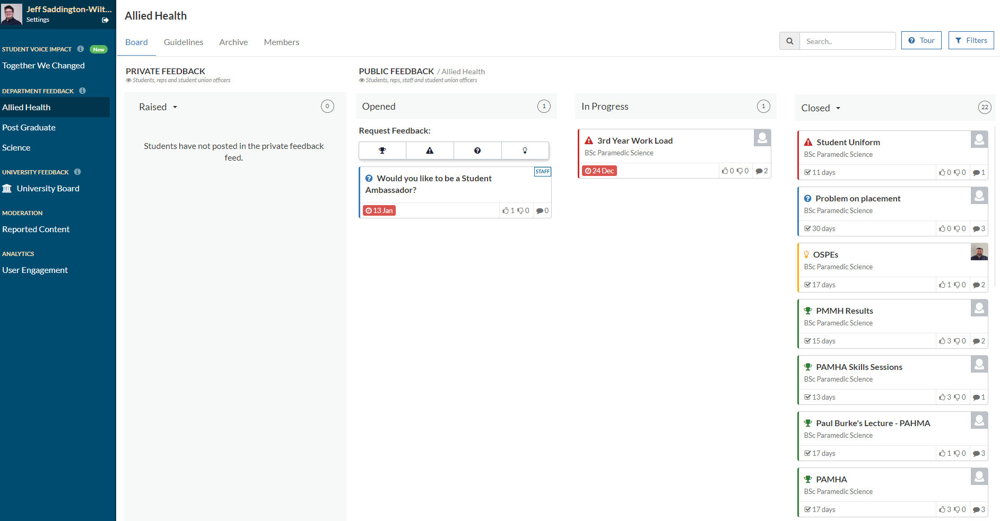 Jeff Saddington-Wilt...
Settings
STUDENT VOICE IMPACT New
Together We Changed
DEPARTMENT FEEDBACK
Allied Health
Post Graduate
Science
UNIVERSITY FEEDBACK
University Board
MODERATION
Reported Content
ANALYTICS
User Engagement
Allied Health
Board Guidelines Archive Members
Search.. Tour Filters
PRIVATE FEEDBACK
Students, reps and student union officers
Raised 0
Students have not posted in the private feedback
feed.
PUBLIC FEEDBACK / Allied Health
Students, reps, staff and student union officers
Opened 1
Request Feedback:
STAFF
Would you like to be a Student
Ambassador?
13 Jan 1 0 0
In Progress 1
3rd Year Work Load
BSc Paramedic Science
24 Dec 0 0 2
Closed 22
Student Uniform
BSc Paramedic Science
11 days 0 0 1
Problem on placement
BSc Paramedic Science
30 days 0 0 3
OSPEs
BSc Paramedic Science
17 days 1 0 2
PMMH Results
BSc Paramedic Science
15 days 3 0 2
PAMHA Skills Sessions
BSc Paramedic Science
13 days 3 0 1
Paul Burke's Lecture - PAHMA
BSc Paramedic Science
17 days 1 0 3
PAMHA
BSc Paramedic Science
17 days 3 0 3